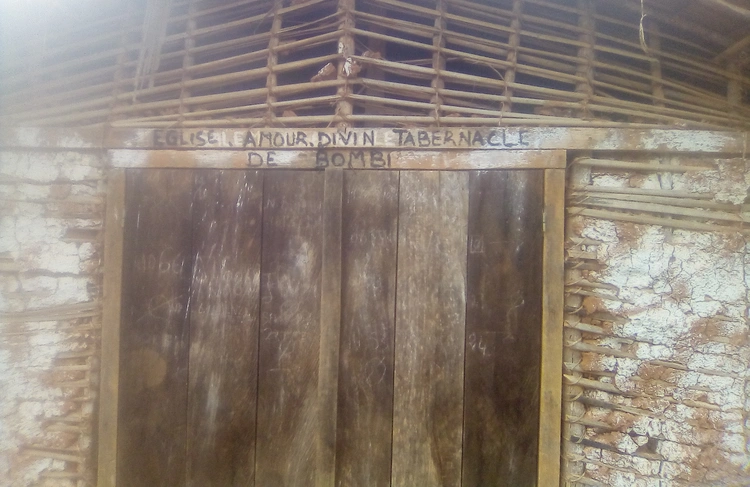 EGLISE AMOUR.DIVIN TABERNACLE
DE BOMBI